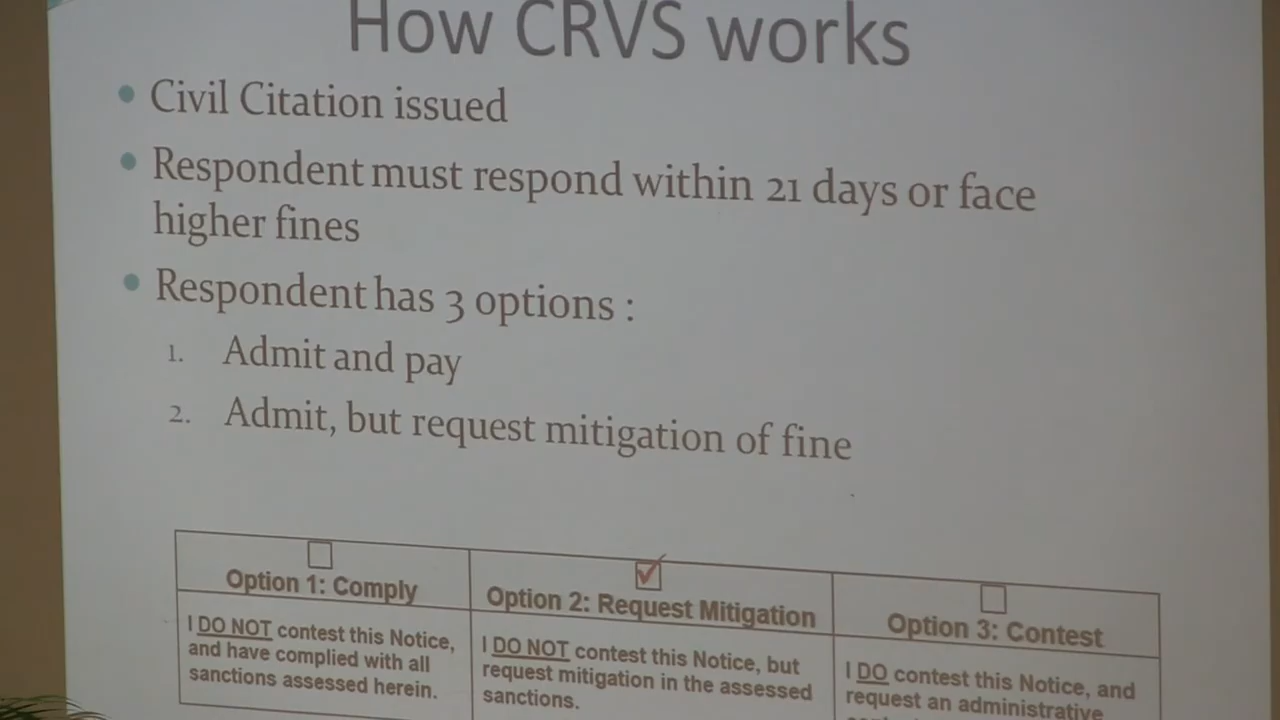 How CRVS works
Civil Citation issued
Respondent must respond within 21 days or face
higher fines
Respondent has 3 options :
1. Admit and pay
2. Admit, but request mitigation of fine
Option 1: Comply
I DO NOT contest this Notice,
and have complied with all
sanctions assessed herein.
Option 2: Request Mitigation
I DO NOT contest this Notice, but
request mitigation in the assessed
sanctions.
Option 3: Contest
I DO contest this Notice, and
request an administrative